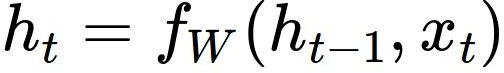 h_t = f_W(h_{t-1}, x_t)